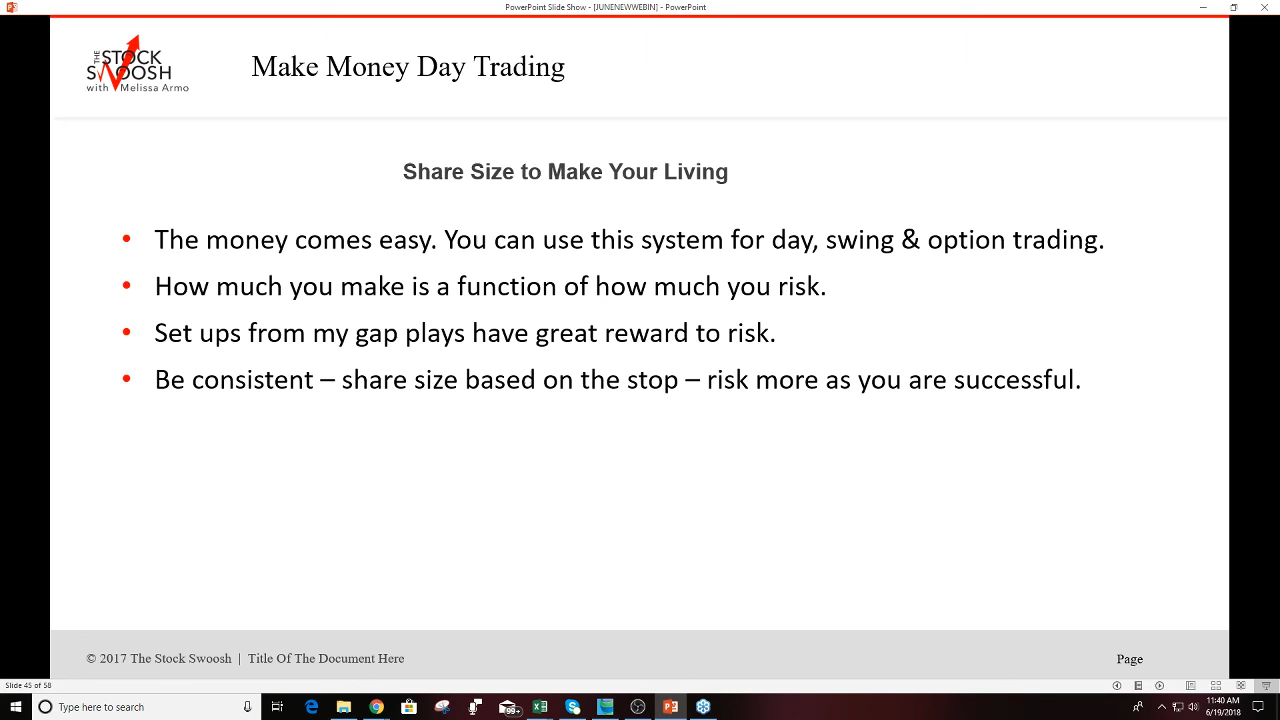 PowerPoint Slide Show - [JUNENEWWEBIN] - PowerPoint
THE STOCK
SWOOSH
with Melissa Armo
Make Money Day Trading
Share Size to Make Your Living
• The money comes easy. You can use this system for day, swing & option trading.
• How much you make is a function of how much you risk.
• Set ups from my gap plays have great reward to risk.
• Be consistent – share size based on the stop – risk more as you are successful.
© 2017 The Stock Swoosh | Title Of The Document Here
Page
Slide 45 of 58
Type here to search
99+
11:40 AM
6/19/2018